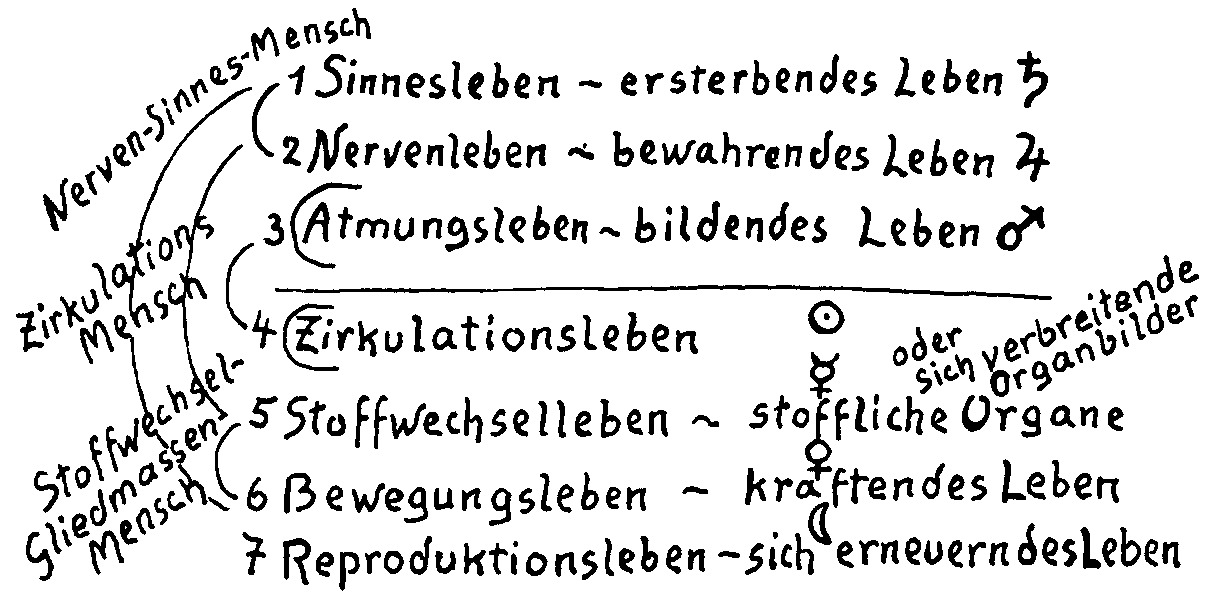 Nerven-Sinnes-Mensch
1 Sinnesleben ~ ersterbendes Leben ♄
2 Nervenleben ~ bewahrendes Leben ♃
3 Atmungsleben ~ bildendes Leben ♂
Zirkulations
Mensch
4 Zirkulationsleben ☉
oder
sich verbreitende
Organbilder
☿
Stoffwechsel-
Gliedmassen-
Mensch
5 Stoffwechselleben ~ stoffliche Organe
♀
6 Bewegungsleben ~ kraftendes Leben
☾
7 Reproduktionsleben ~ sich erneuerndes Leben